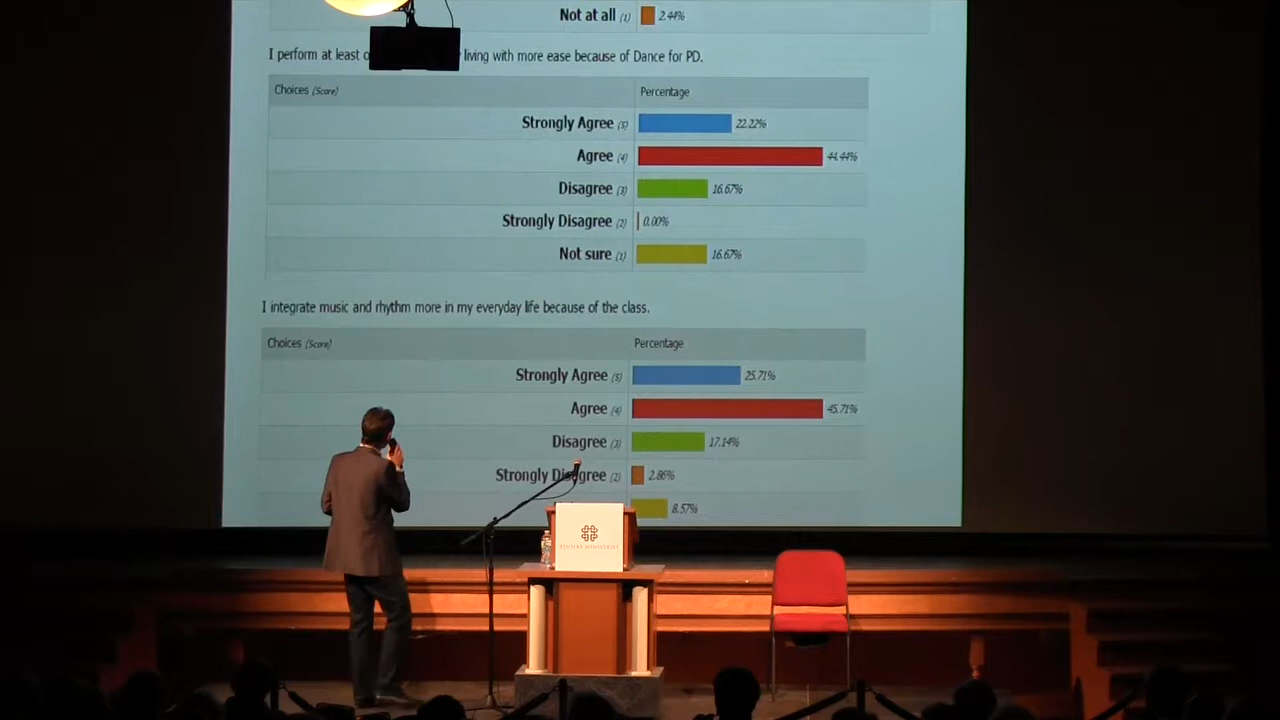 Not at all (1) 2.44%
I perform at least living with more ease because of Dance for PD.
Choices (Score) Percentage
Strongly Agree (5) 22.22%
Agree (4) 44.44%
Disagree (3) 16.67%
Strongly Disagree (2) 0.00%
Not sure (1) 16.67%
I integrate music and rhythm more in my everyday life because of the class.
Choices (Score) Percentage
Strongly Agree (5) 25.71%
Agree (4) 45.71%
Disagree (3) 17.14%
Strongly Disagree (2) 2.86%
8.57%
PHOEBE MINISTRIES